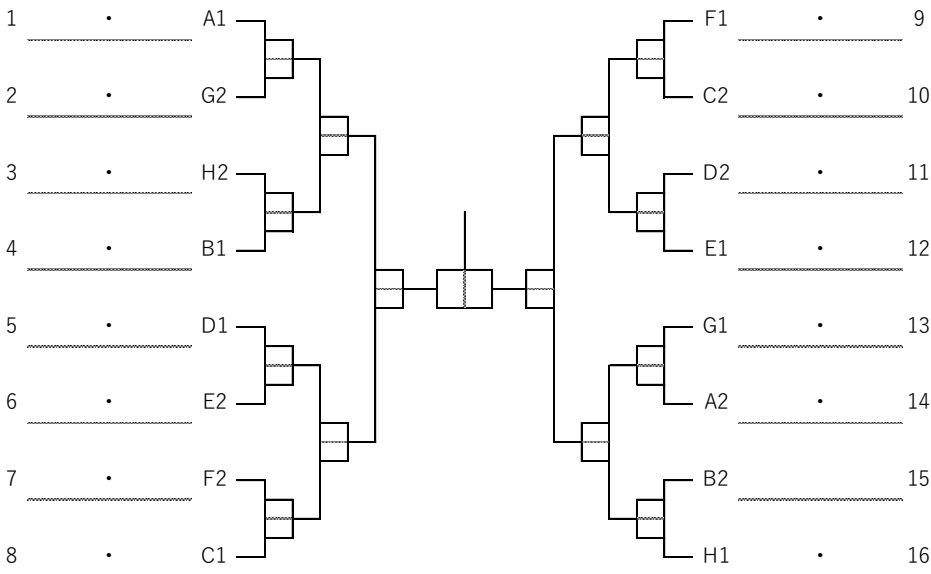 1 ・ A1
2 ・ G2
3 ・ H2
4 ・ B1
5 ・ D1
6 ・ E2
7 ・ F2
8 ・ C1
F1 ・ 9
C2 ・ 10
D2 ・ 11
E1 ・ 12
G1 ・ 13
A2 ・ 14
B2 15
H1 ・ 16